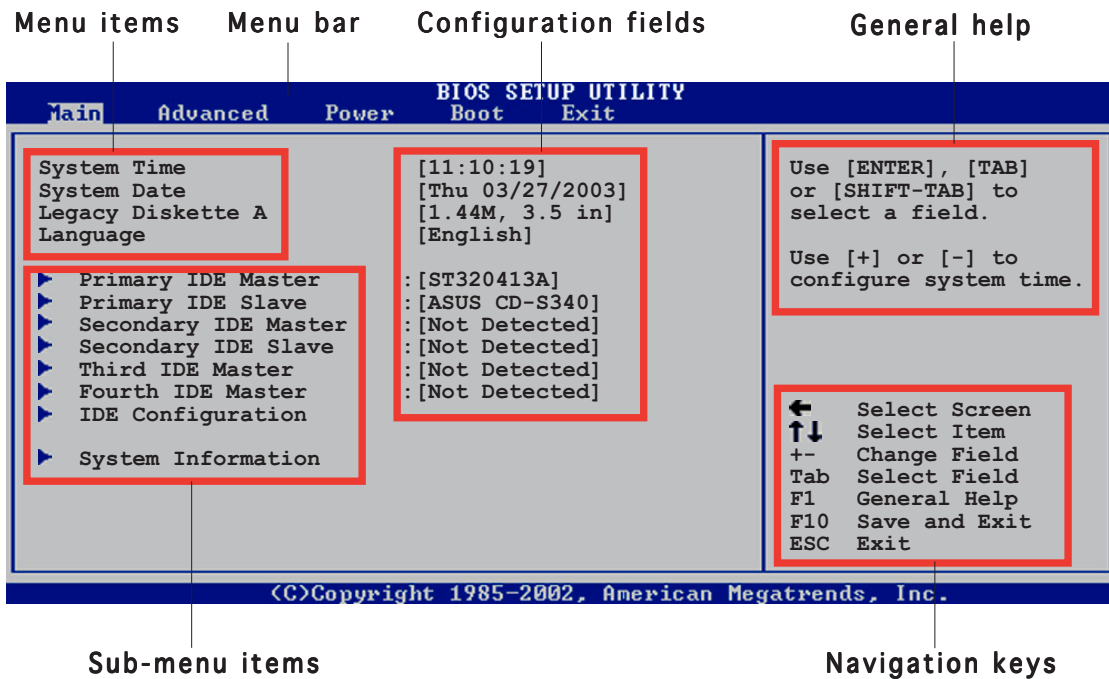 Menu items Menu bar Configuration fields General help
BIOS SETUP UTILITY
Main Advanced Power Boot Exit
System Time [11:10:19]
System Date [Thu 03/27/2003]
Legacy Diskette A [1.44M, 3.5 in]
Language [English]
Primary IDE Master :[ST320413A]
Primary IDE Slave :[ASUS CD-S340]
Secondary IDE Master :[Not Detected]
Secondary IDE Slave :[Not Detected]
Third IDE Master :[Not Detected]
Fourth IDE Master :[Not Detected]
IDE Configuration
System Information
Use [ENTER], [TAB]
or [SHIFT-TAB] to
select a field.
Use [+] or [-] to
configure system time.
← Select Screen
↑↓ Select Item
+- Change Field
Tab Select Field
F1 General Help
F10 Save and Exit
ESC Exit
(C)Copyright 1985-2002, American Megatrends, Inc.
Sub-menu items Navigation keys